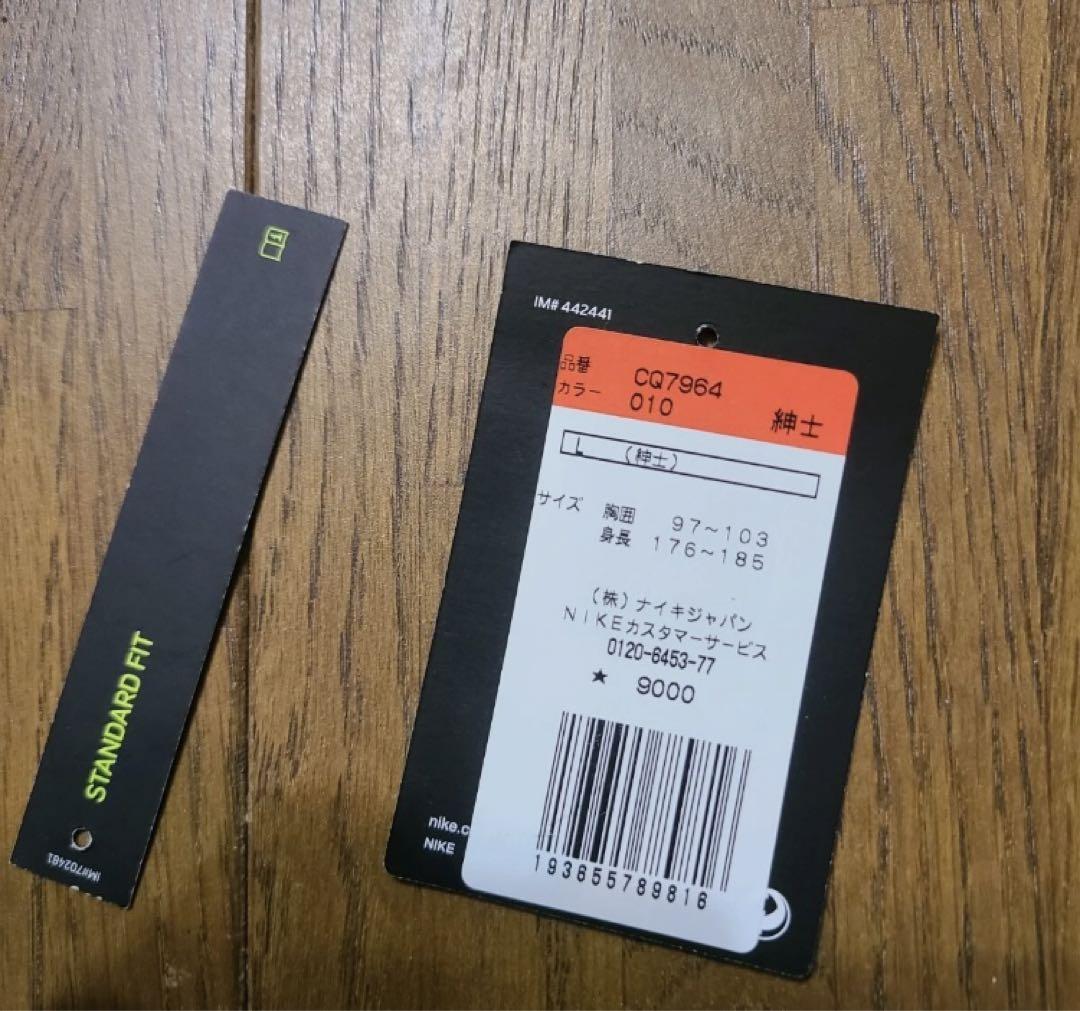 STANDARD FIT
IM#702481
IM# 442441
品番 CQ7964
カラー 010 紳士
L (紳士)
サイズ 胸囲 97~103
身長 176~185
(株)ナイキジャパン
NIKEカスタマーサービス
0120-6453-77
★ 9000
nike.c
NIKE
193655789816